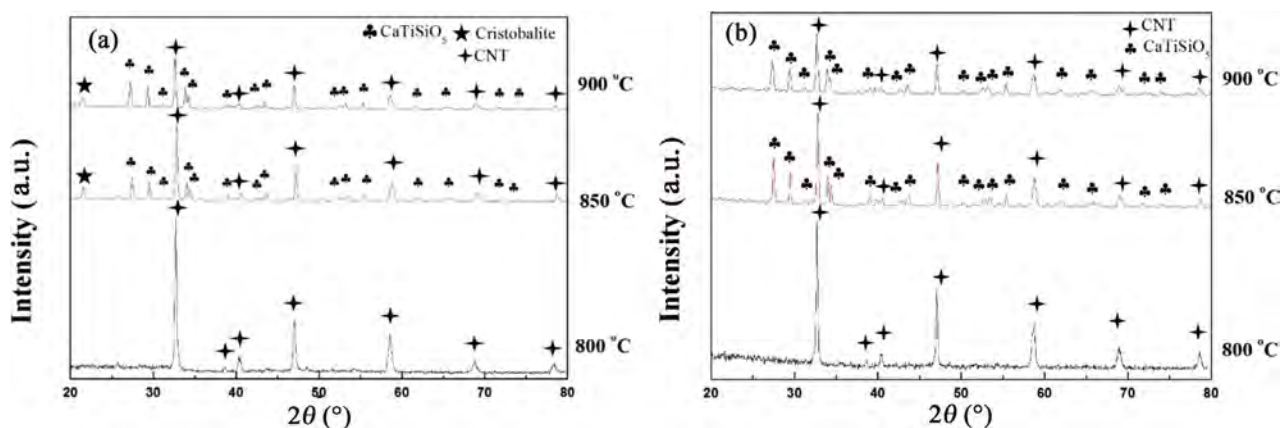 (a)
♣CaTiSiO₅ ★ Cristobalite
✦CNT
900 °C
850 °C
800 °C
Intensity (a.u.)
20 30 40 50 60 70 80
2θ (°)
(b)
✦ CNT
♣ CaTiSiO₅
900 °C
850 °C
800 °C
Intensity (a.u.)
20 30 40 50 60 70 80
2θ (°)